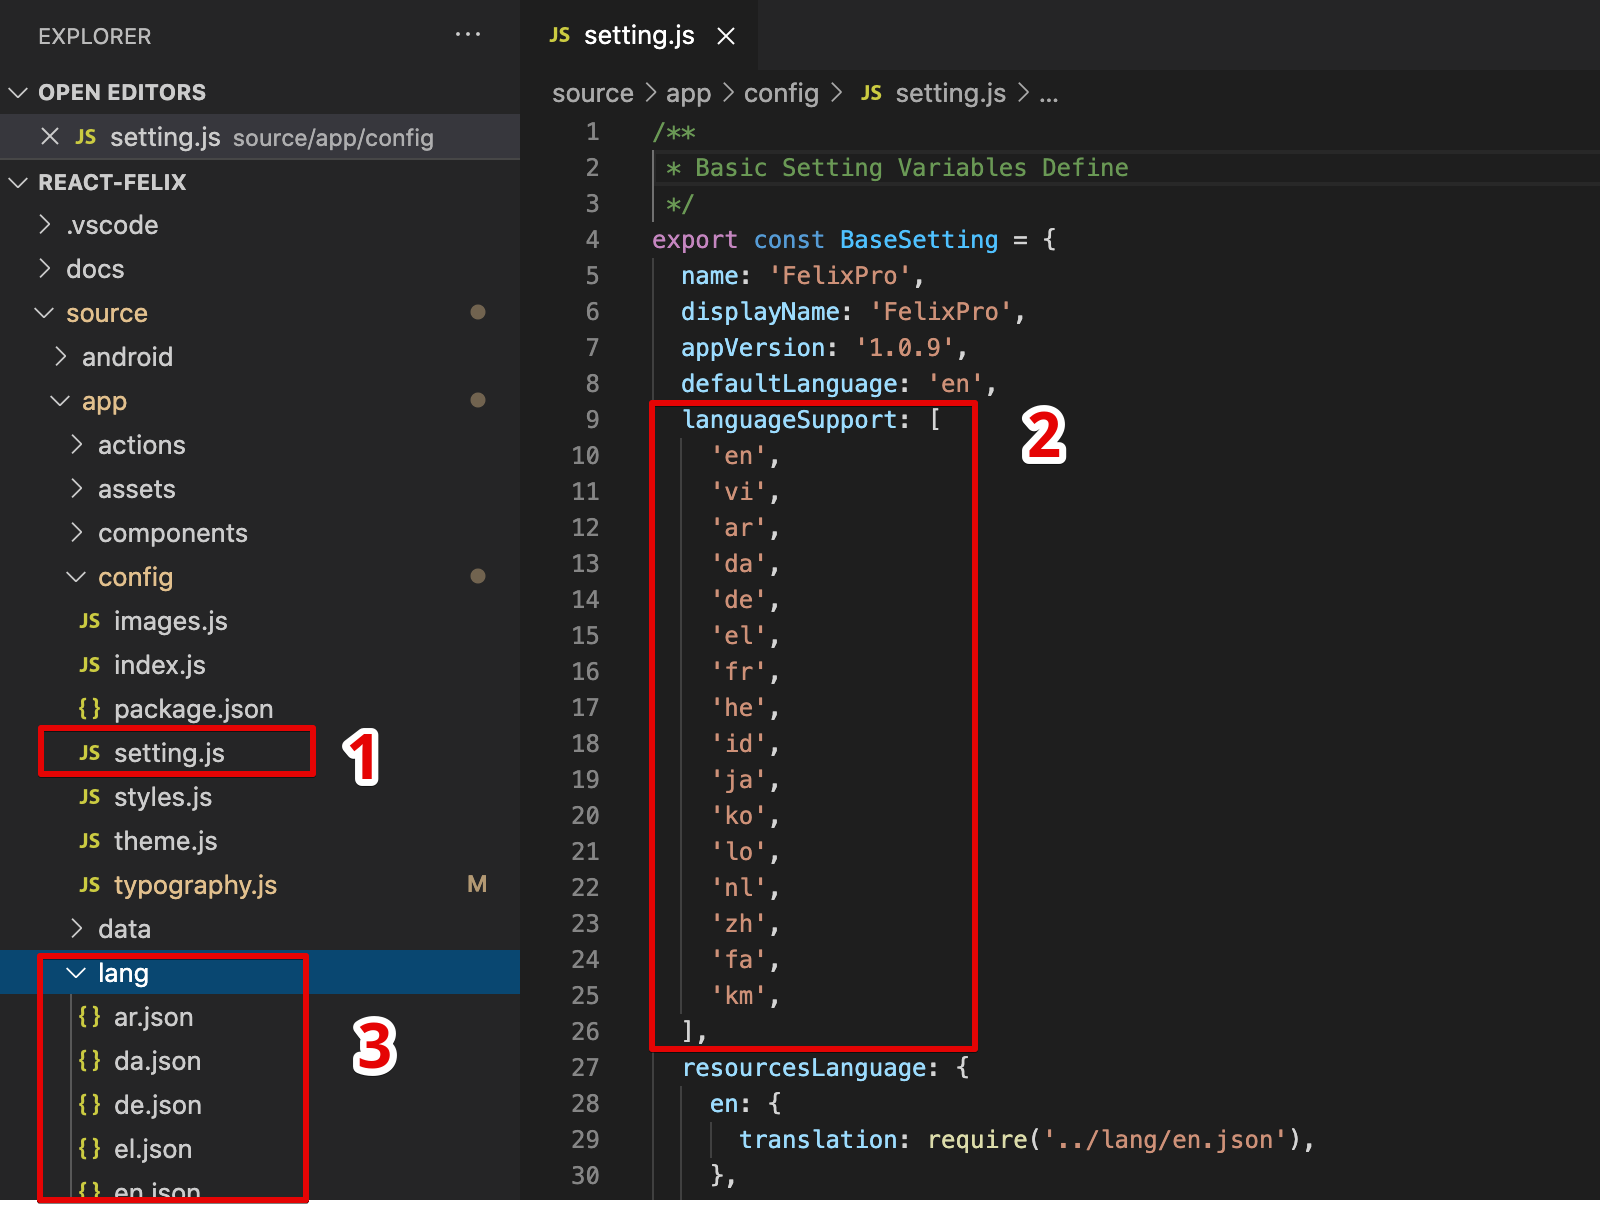 EXPLORER ...
OPEN EDITORS
JS setting.js source/app/config
REACT-FELIX
.vscode
docs
source
android
app
actions
assets
components
config
JS images.js
JS index.js
{} package.json
JS setting.js
1
JS styles.js
JS theme.js
JS typography.js M
data
lang
{} ar.json
3
{} da.json
{} de.json
{} el.json
{} en.json
JS setting.js
source > app > config > JS setting.js > ...
1 /**
2 * Basic Setting Variables Define
3 */
4 export const BaseSetting = {
5 name: 'FelixPro',
6 displayName: 'FelixPro',
7 appVersion: '1.0.9',
8 defaultLanguage: 'en',
9 languageSupport: [
2
10 'en',
11 'vi',
12 'ar',
13 'da',
14 'de',
15 'el',
16 'fr',
17 'he',
18 'id',
19 'ja',
20 'ko',
21 'lo',
22 'nl',
23 'zh',
24 'fa',
25 'km',
26 ],
27 resourcesLanguage: {
28 en: {
29 translation: require('../lang/en.json'),
30 },